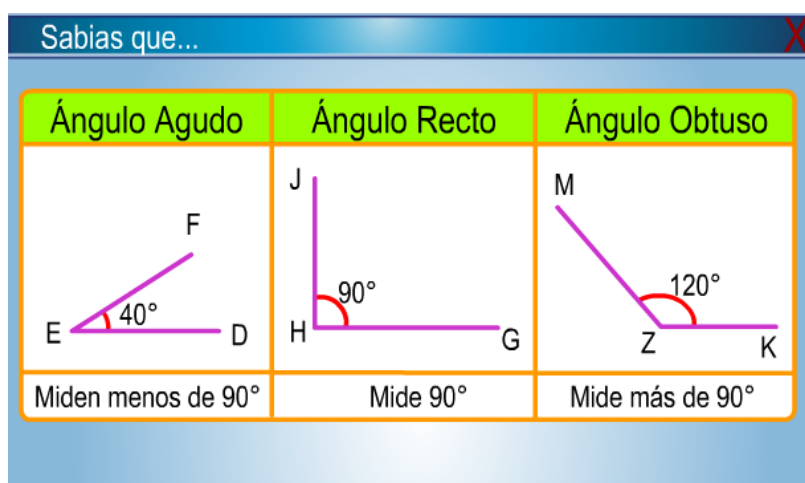 Sabias que...
X
Ángulo Agudo
Ángulo Recto
Ángulo Obtuso
F
40°
E
D
J
90°
H
G
M
120°
Z
K
Miden menos de 90°
Mide 90°
Mide más de 90°